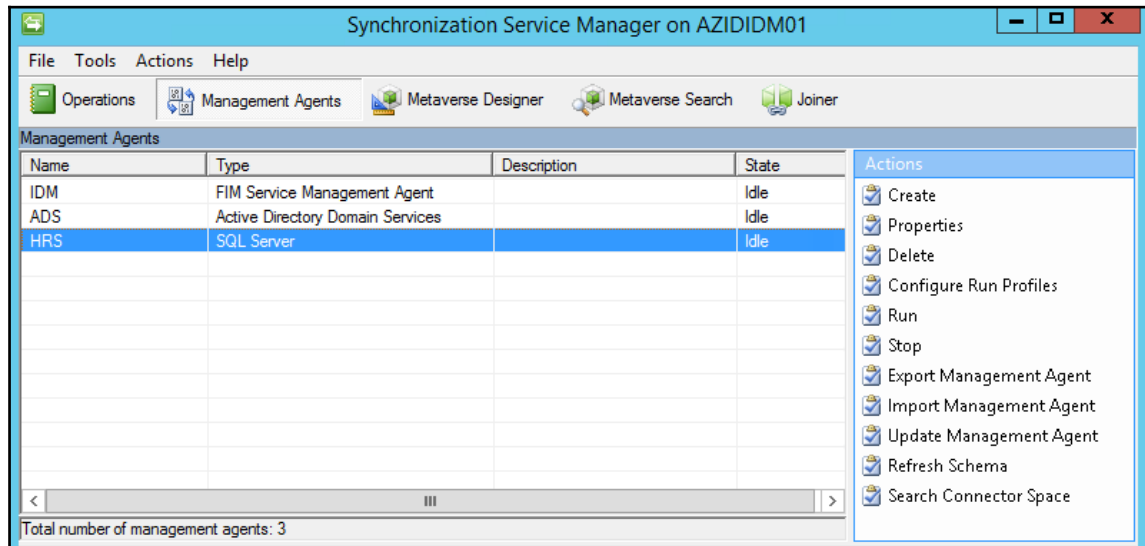 Synchronization Service Manager on AZIDIDM01
File Tools Actions Help
Operations Management Agents Metaverse Designer Metaverse Search Joiner
Management Agents
Name Type Description State
IDM FIM Service Management Agent Idle
ADS Active Directory Domain Services Idle
HRS SQL Server Idle
Total number of management agents: 3
Actions
Create
Properties
Delete
Configure Run Profiles
Run
Stop
Export Management Agent
Import Management Agent
Update Management Agent
Refresh Schema
Search Connector Space